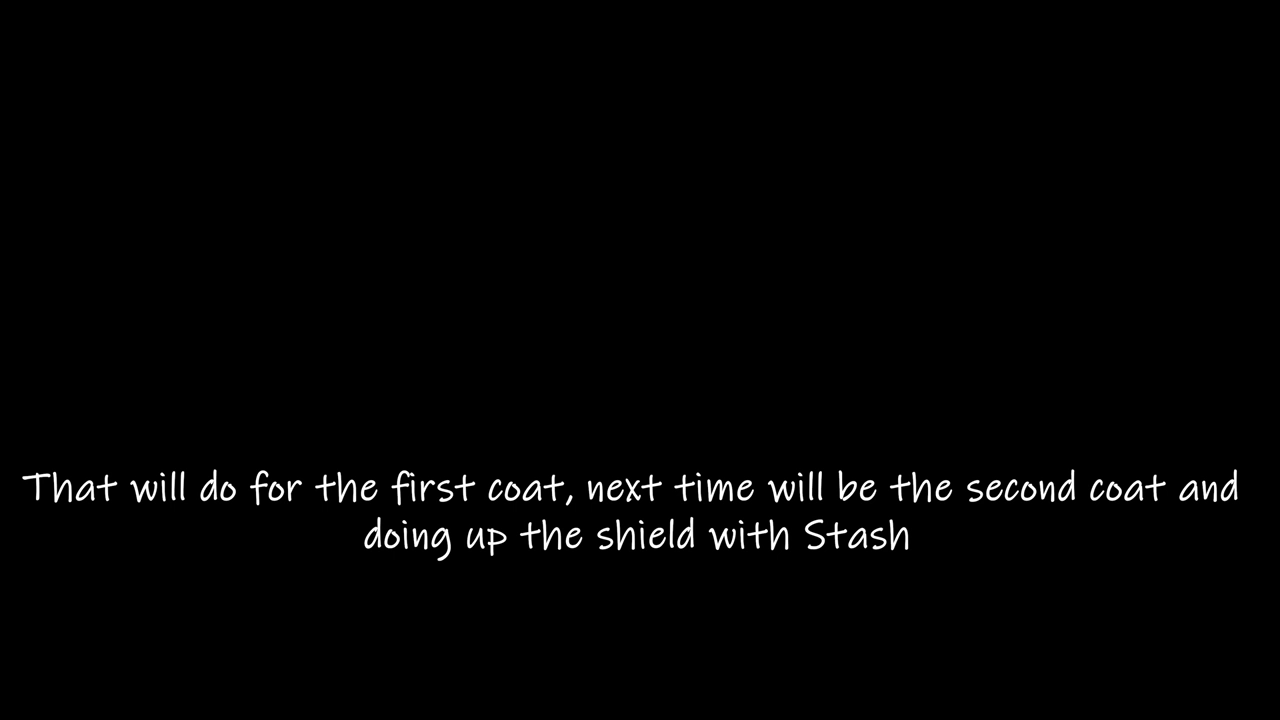 That will do for the first coat, next time will be the second coat and
doing up the shield with Stash